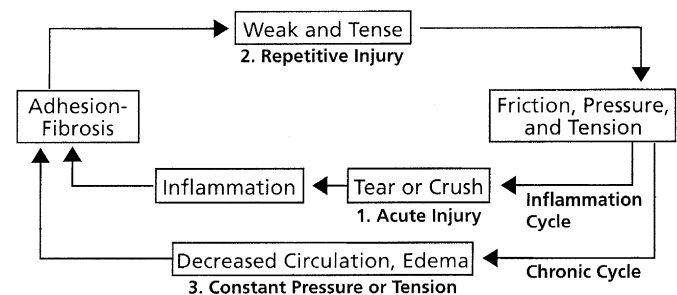 Weak and Tense
2. Repetitive Injury
Adhesion-
Fibrosis
Friction, Pressure,
and Tension
Inflammation
Tear or Crush
1. Acute Injury
Inflammation
Cycle
Decreased Circulation, Edema
3. Constant Pressure or Tension
Chronic Cycle